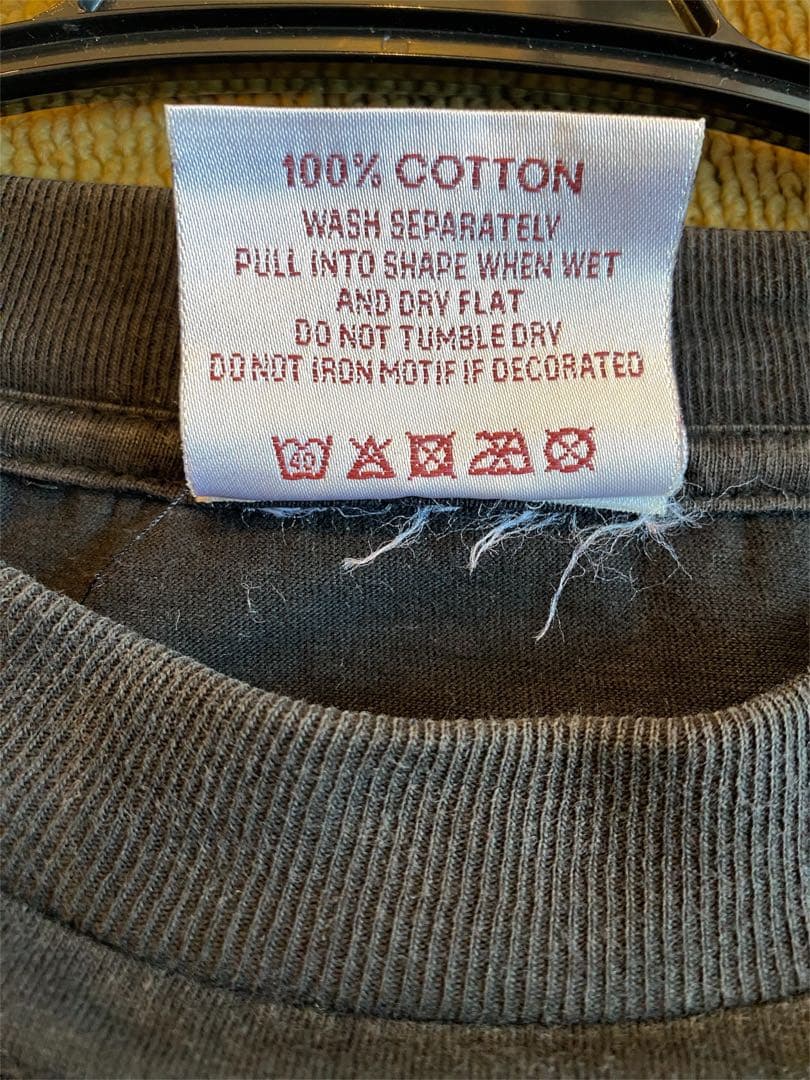 100% COTTON
WASH SEPARATELY
PULL INTO SHAPE WHEN WET
AND DRY FLAT
DO NOT TUMBLE DRY
DO NOT IRON MOTIF IF DECORATED
40